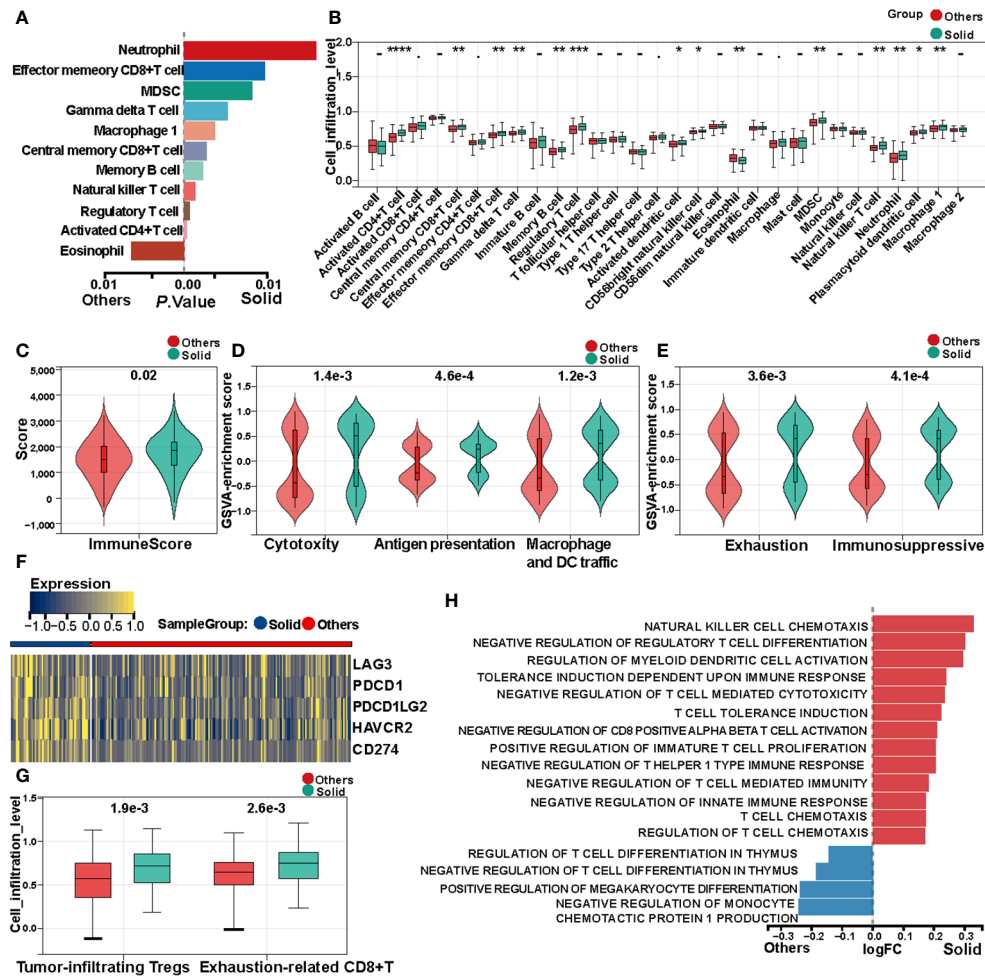 A
Neutrophil
Effector memeory CD8+T cell
MDSC
Gamma delta T cell
Macrophage 1
Central memory CD8+T cell
Memory B cell
Natural killer T cell
Regulatory T cell
Activated CD4+T cell
Eosinophil
0.01 0.0 0.01
Others P.Value Solid
B
Group Others
Solid
Cell_infiltration_level
2.0
1.5
1.0
0.5
0.0
**** ** ** ** ** *** * * ** ** ** ** * **
Activated B cell
Activated CD4+T cell
Activated CD8+T cell
Central memory CD4+T cell
Central memory CD8+T cell
Effector memory CD4+T cell
Effector memory CD8+T cell
Gamma delta T cell
Immature B cell
Memory B cell
Regulatory T cell
T follicular helper cell
Type 1 T helper cell
Type 17 T helper cell
Type 2 T helper cell
Activated dendritic cell
CD56bright natural killer cell
CD56dim natural killer cell
Eosinophil
Immature dendritic cell
Macrophage
Mast cell
MDSC
Monocyte
Natural killer cell
Natural killer T cell
Neutrophil
Plasmacytoid dendritic cell
Macrophage 1
Macrophage 2
C
Others
Solid
0.02
Score
5,000
4,000
3,000
2,000
1,000
0
−1,000
ImmuneScore
D
Others
Solid
1.4e-3 4.6e-4 1.2e-3
GSVA-enrichment score
1.0
0.5
0.0
0.5
1.0
Cytotoxity Antigen presentation Macrophage
and DC traffic
E
Others
Solid
3.6e-3 4.1e-4
GSVA-enrichment score
1.0
0.5
0.0
0.5
1.0
Exhaustion Immunosuppressive
F
Expression
−1.0 −0.5 0.0 0.5 1.0
SampleGroup: Solid Others
LAG3
PDCD1
PDCD1LG2
HAVCR2
CD274
G
Others
Solid
1.9e-3 2.6e-3
Cell_infiltration_level
1.5
1.0
0.5
0.0
Tumor-infiltrating Tregs Exhaustion-related CD8+T
H
NATURAL KILLER CELL CHEMOTAXIS
NEGATIVE REGULATION OF REGULATORY T CELL DIFFERENTIATION
REGULATION OF MYELOID DENDRITIC CELL ACTIVATION
TOLERANCE INDUCTION DEPENDENT UPON IMMUNE RESPONSE
NEGATIVE REGULATION OF T CELL MEDIATED CYTOTOXICITY
T CELL TOLERANCE INDUCTION
NEGATIVE REGULATION OF CD8 POSITIVE ALPHA BETA T CELL ACTIVATION
POSITIVE REGULATION OF IMMATURE T CELL PROLIFERATION
NEGATIVE REGULATION OF T HELPER 1 TYPE IMMUNE RESPONSE
NEGATIVE REGULATION OF T CELL MEDIATED IMMUNITY
NEGATIVE REGULATION OF INNATE IMMUNE RESPONSE
T CELL CHEMOTAXIS
REGULATION OF T CELL CHEMOTAXIS
REGULATION OF T CELL DIFFERENTIATION IN THYMUS
NEGATIVE REGULATION OF T CELL DIFFERENTIATION IN THYMUS
POSITIVE REGULATION OF MEGAKARYOCYTE DIFFERENTIATION
NEGATIVE REGULATION OF MONOCYTE
CHEMOTACTIC PROTEIN 1 PRODUCTION
−0.3 −0.2 −0.1 0.0 0.1 0.2 0.3
Others logFC Solid